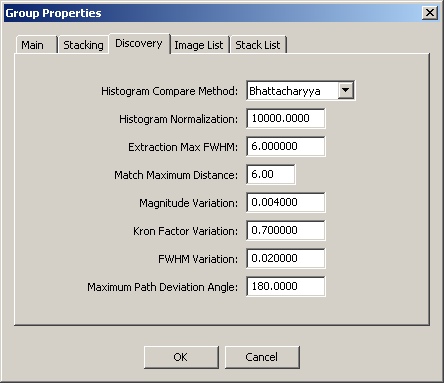 Group Properties
Main Stacking Discovery Image List Stack List
Histogram Compare Method: Bhattacharyya
Histogram Normalization: 10000.0000
Extraction Max FWHM: 6.000000
Match Maximum Distance: 6.00
Magnitude Variation: 0.004000
Kron Factor Variation: 0.700000
FWHM Variation: 0.020000
Maximum Path Deviation Angle: 180.0000
OK Cancel